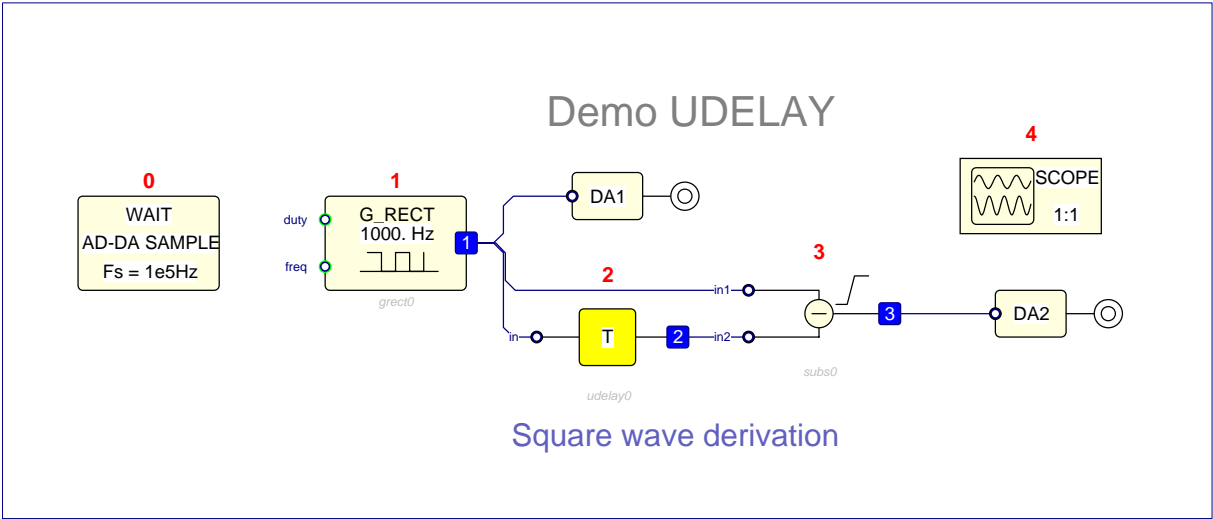 Demo UDELAY
0
WAIT
AD-DA SAMPLE
Fs = 1e5Hz
1
duty
freq
G_RECT
1000. Hz
1
grect0
DA1
2
in
T
2
udelay0
in1
in2
3
3
subs0
4
SCOPE
1:1
DA2
Square wave derivation